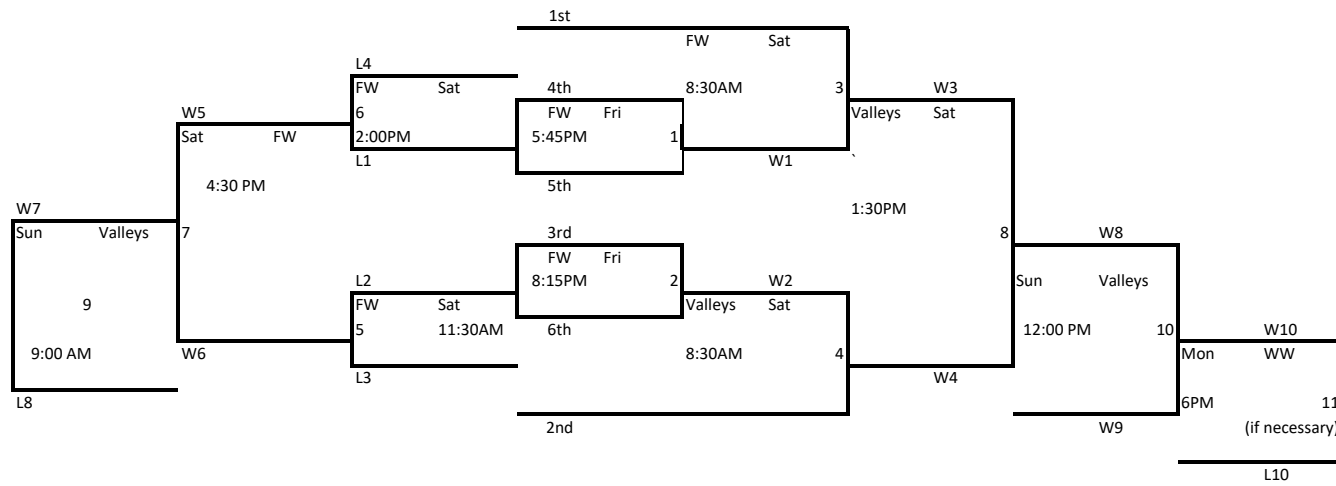 1st
FW Sat
L4
FW Sat 4th 8:30AM 3
W5 6 FW Fri Valleys Sat W3
Sat FW 2:00PM 5:45PM 1
L1 W1 `
4:30 PM 5th
W7 1:30PM
Sun Valleys 7 3rd 8 W8
FW Fri
L2 8:15PM 2 W2 Sun Valleys
9 FW Sat Valleys Sat
5 11:30AM 6th 12:00 PM 10 W10
9:00 AM W6 8:30AM 4 Mon WW
L3 W4
L8 6PM 11
2nd W9 (if necessary)
L10